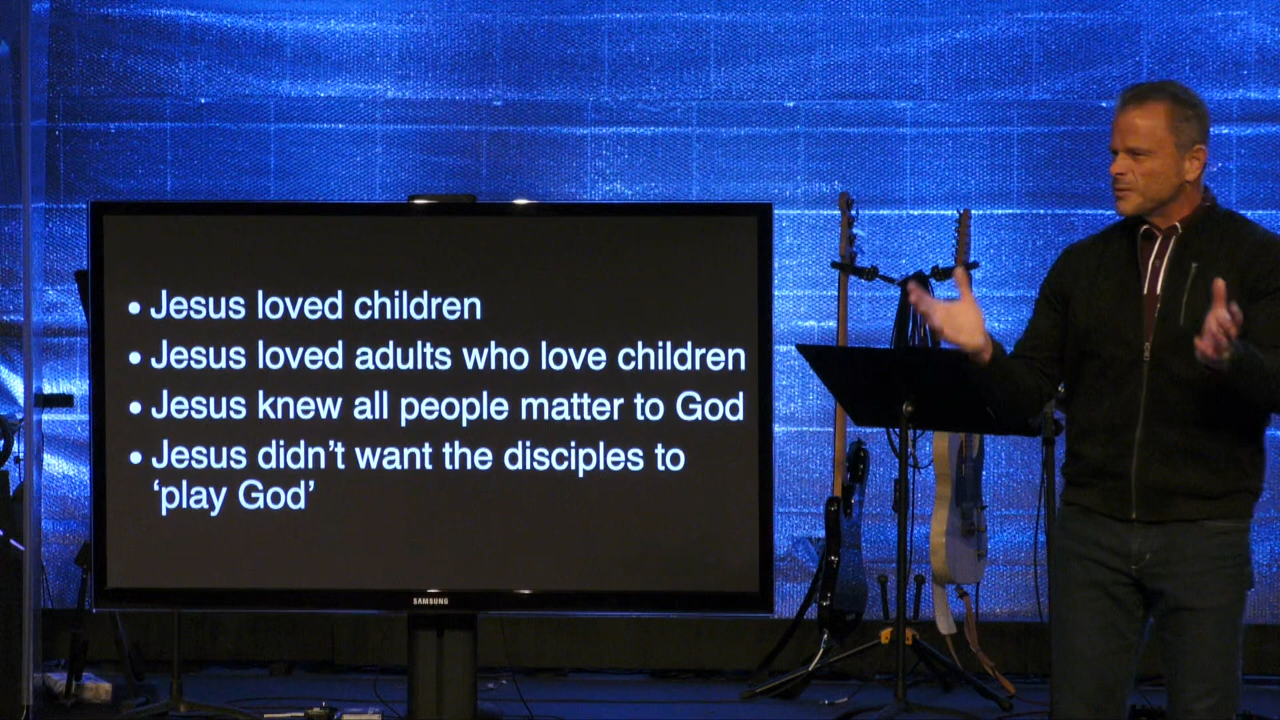 • Jesus loved children
• Jesus loved adults who love children
• Jesus knew all people matter to God
• Jesus didn’t want the disciples to
‘play God’
SAMSUNG